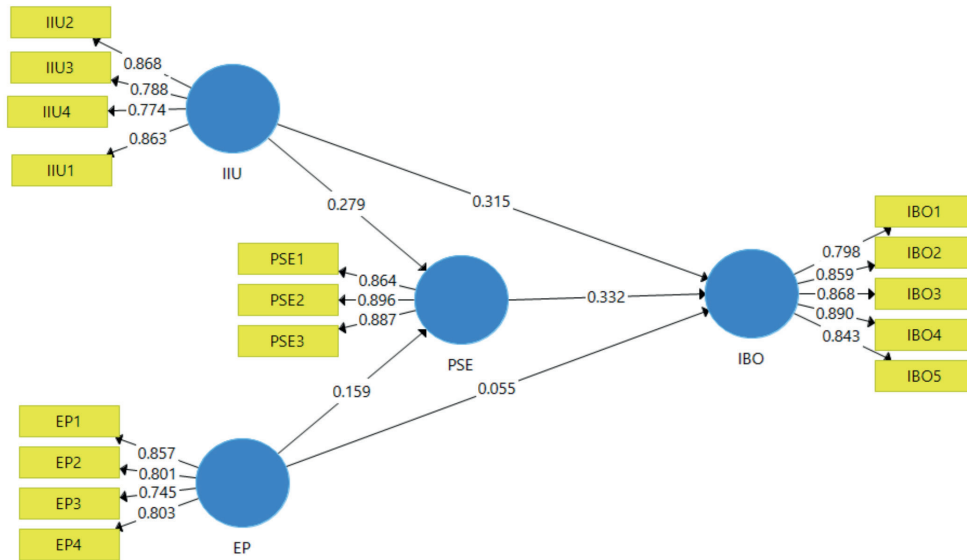 IIU2
IIU3
IIU4
IIU1
0.868
0.788
0.774
0.863
IIU
0.279
0.315
PSE1
PSE2
PSE3
0.864
0.896
0.887
PSE
0.332
IBO1
IBO2
IBO3
IBO4
IBO5
0.798
0.859
0.868
0.890
0.843
IBO
0.159
0.055
EP1
EP2
EP3
EP4
0.857
0.801
0.745
0.803
EP